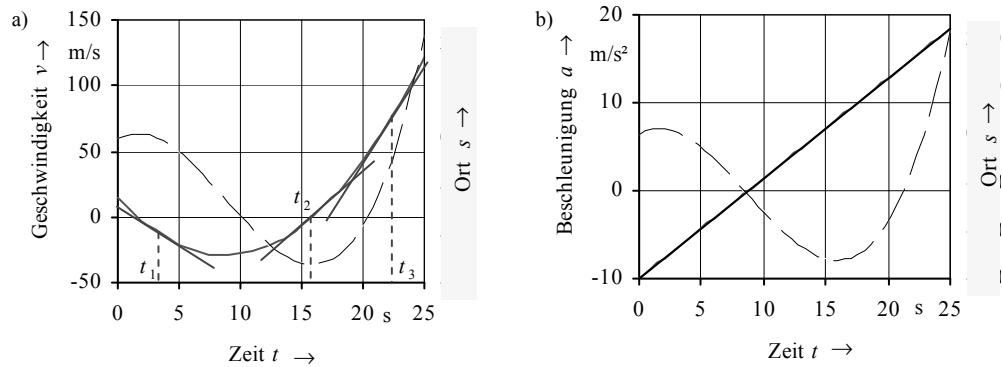 a)
Geschwindigkeit v →
150
m/s
100
50
0
-50
t1
t2
t3
0 5 10 15 20 s 25
Zeit t →
Ort s →
b)
Beschleunigung a →
20
m/s²
10
0
-10
0 5 10 15 20 s 25
Zeit t →
Ort s →